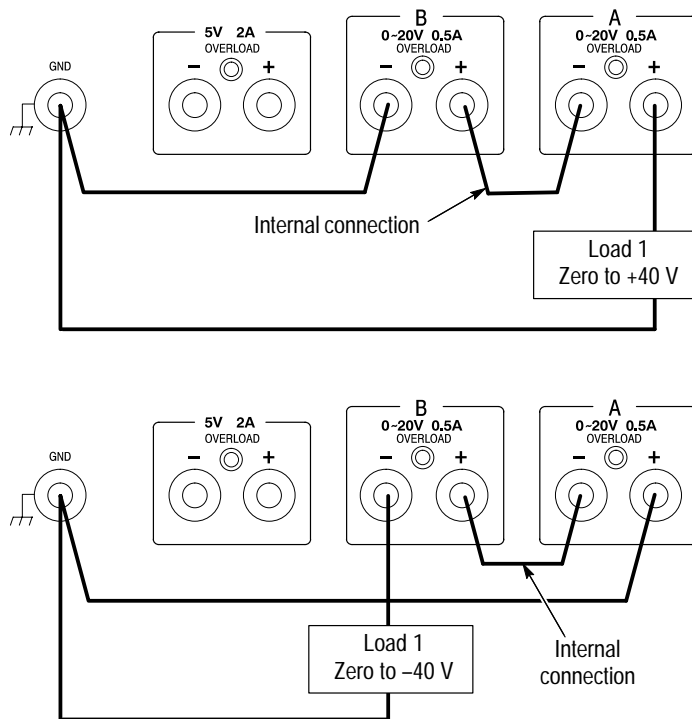 B
A
5V 2A
OVERLOAD
0~20V 0.5A
OVERLOAD
0~20V 0.5A
OVERLOAD
GND
− +
− +
− +
Internal connection
Load 1
Zero to +40 V
B
A
5V 2A
OVERLOAD
0~20V 0.5A
OVERLOAD
0~20V 0.5A
OVERLOAD
GND
− +
− +
− +
Load 1
Zero to −40 V
Internal
connection